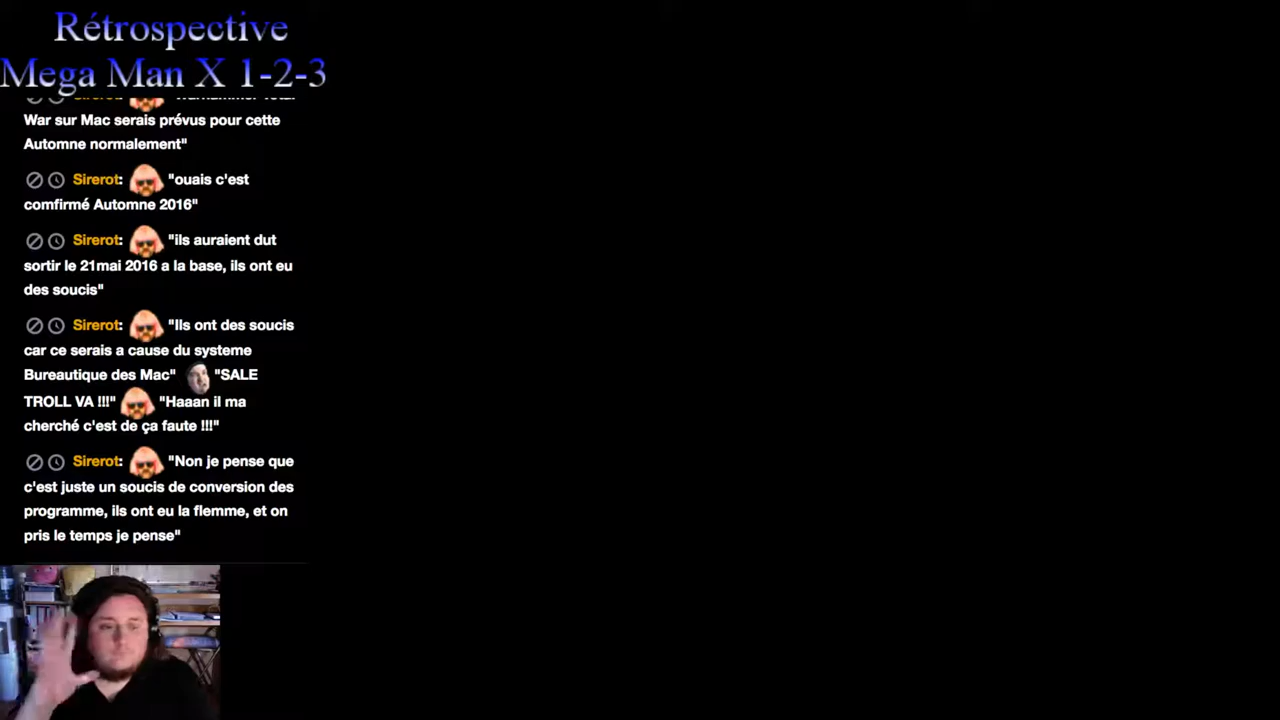 Rétrospective
Mega Man X 1-2-3
War sur Mac serais prévus pour cette
Automne normalement"
Sirerot: "ouais c'est
comfirmé Automne 2016"
Sirerot: "ils auraient dut
sortir le 21mai 2016 a la base, ils ont eu
des soucis"
Sirerot: "Ils ont des soucis
car ce serais a cause du systeme
Bureautique des Mac" "SALE
TROLL VA !!!" "Haaan il ma
cherché c'est de ça faute !!!"
Sirerot: "Non je pense que
c'est juste un soucis de conversion des
programme, ils ont eu la flemme, et on
pris le temps je pense"